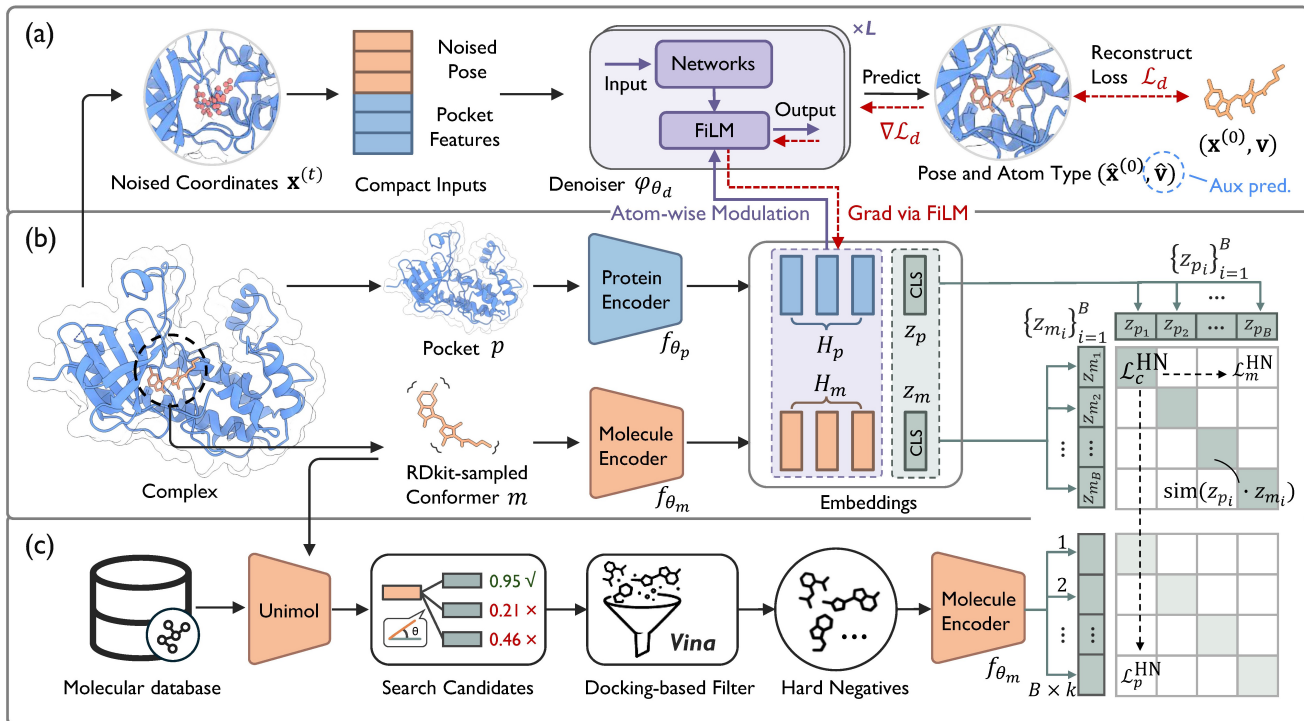 (a)
Noised Coordinates x^(t)
Noised
Pose
Pocket
Features
Compact Inputs
×L
Input
Networks
FiLM
Output
Denoiser φ_θd
Predict
∇ℒ_d
Pose and Atom Type (x̂^(0), v̂)
Aux pred.
Reconstruct
Loss ℒ_d
(x^(0), v)
Atom-wise Modulation
Grad via FiLM
(b)
Complex
Pocket p
RDkit-sampled
Conformer m
Protein
Encoder
f_θp
Molecule
Encoder
f_θm
H_p
H_m
CLS
z_p
z_m
CLS
Embeddings
{z_pi}^B_i=1
...
z_p1 z_p2 ... z_pB
{z_mi}^B_i=1
z_m1
z_m2
...
...
z_mB
ℒ_c^HN
ℒ_m^HN
sim(z_pi · z_mi)
(c)
Molecular database
Unimol
0.95 √
0.21 ×
0.46 ×
θ
Search Candidates
Vina
Docking-based Filter
...
Hard Negatives
Molecule
Encoder
f_θm
1
2
...
...
B × k
ℒ_p^HN